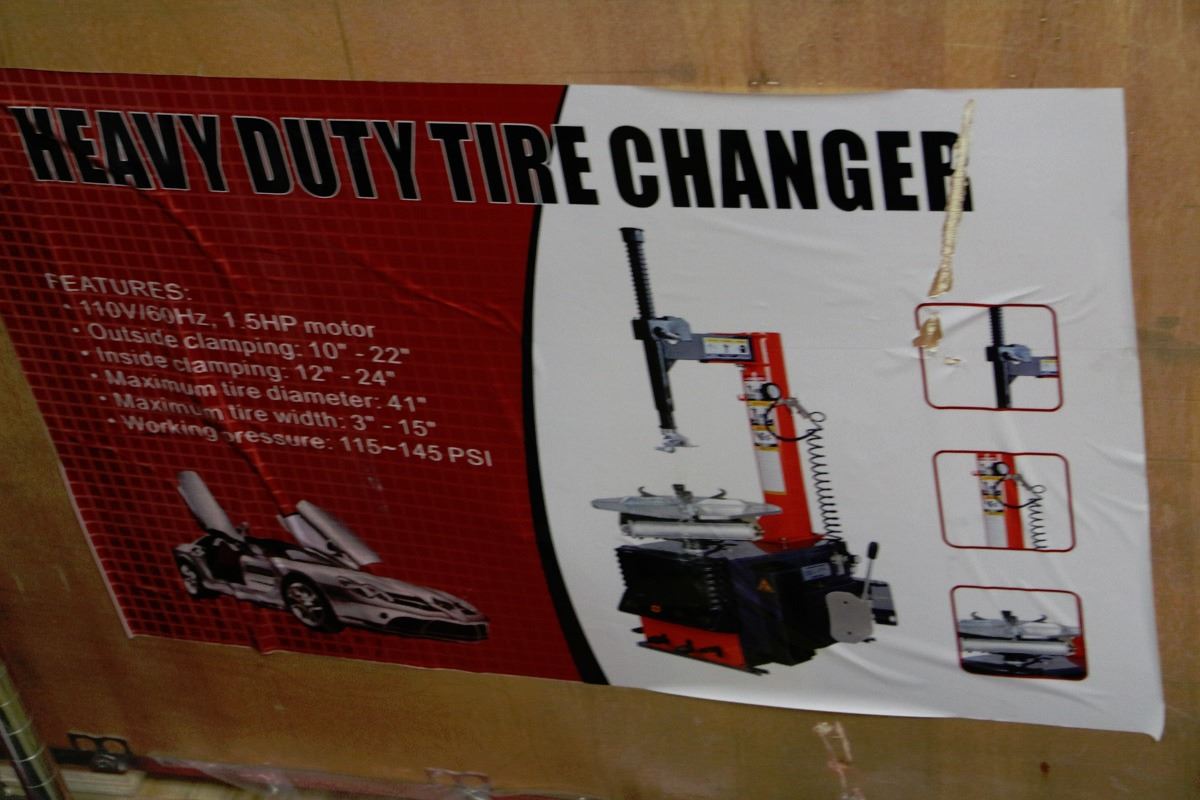 HEAVY DUTY TIRE CHANGER
FEATURES:
• 110V/60Hz, 1.5HP motor
• Outside clamping: 10" - 22"
• Inside clamping: 12" - 24"
• Maximum tire diameter: 41"
• Maximum tire width: 3" - 15"
• Working pressure: 115~145 PSI